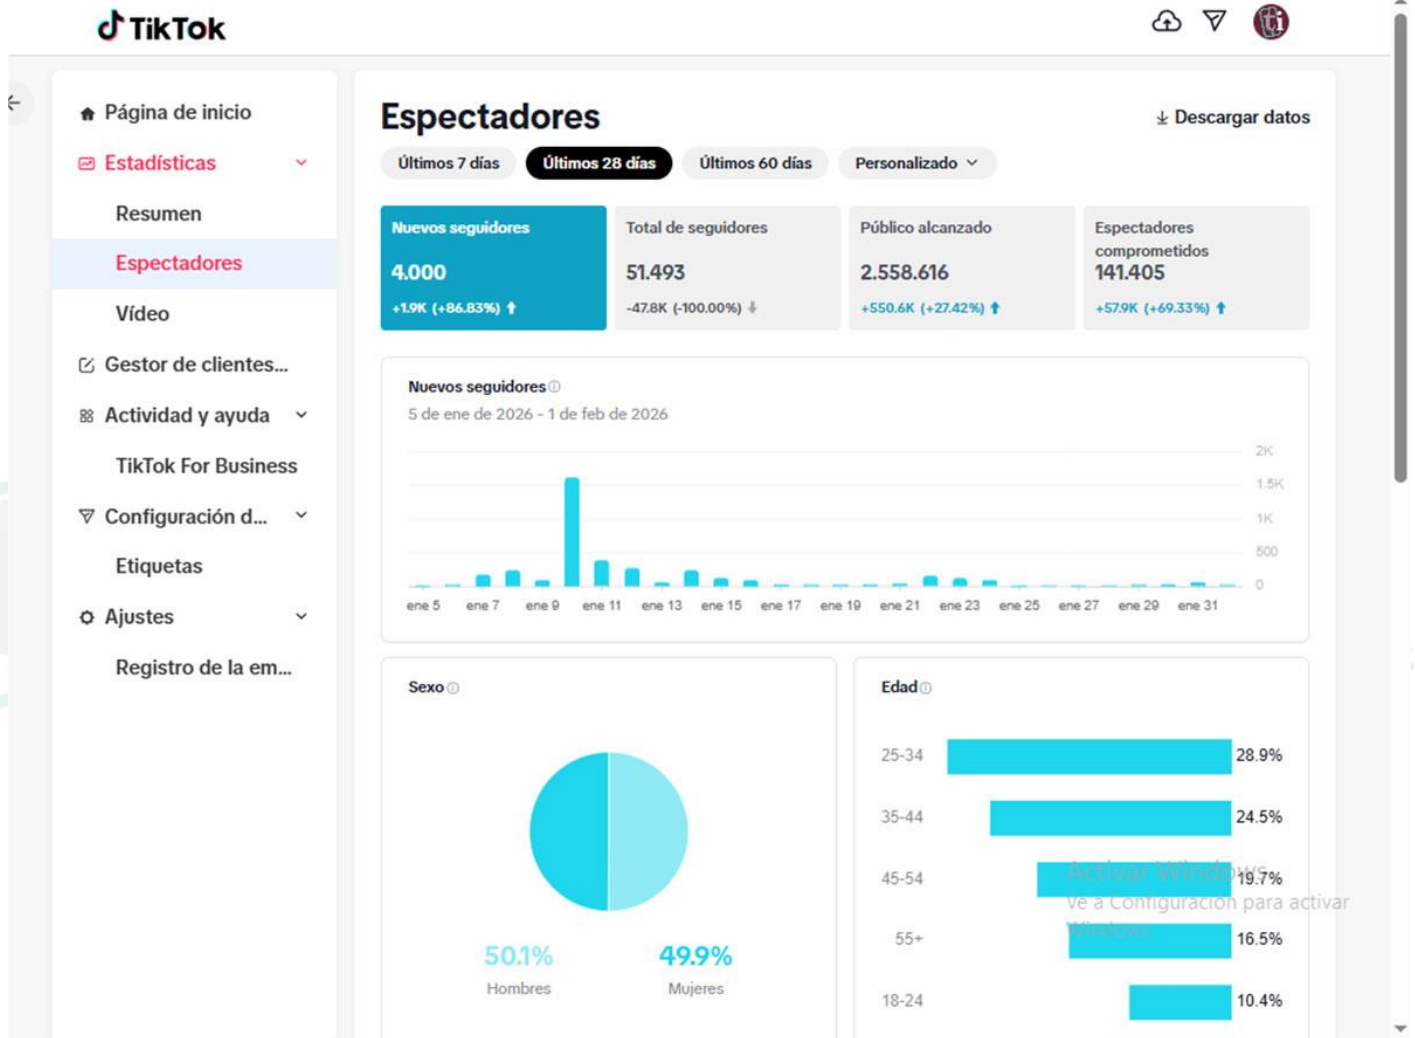 TikTok
Página de inicio
Estadísticas
Resumen
Espectadores
Vídeo
Gestor de clientes...
Actividad y ayuda
TikTok For Business
Configuración d...
Etiquetas
Ajustes
Registro de la em...
Espectadores
Descargar datos
Últimos 7 días
Últimos 28 días
Últimos 60 días
Personalizado
Nuevos seguidores
4.000
+1.9K (+86.83%)
Total de seguidores
51.493
-47.8K (-100.00%)
Público alcanzado
2.558.616
+550.6K (+27.42%)
Espectadores
comprometidos
141.405
+57.9K (+69.33%)
Nuevos seguidores
5 de ene de 2026 - 1 de feb de 2026
2K
1.5K
1K
500
0
ene 5 ene 7 ene 9 ene 11 ene 13 ene 15 ene 17 ene 19 ene 21 ene 23 ene 25 ene 27 ene 29 ene 31
Sexo
50.1%
Hombres
49.9%
Mujeres
Edad
25-34 28.9%
35-44 24.5%
45-54 19.7%
55+ 16.5%
18-24 10.4%
Activar Windows
Ve a Configuración para activar
Windows.